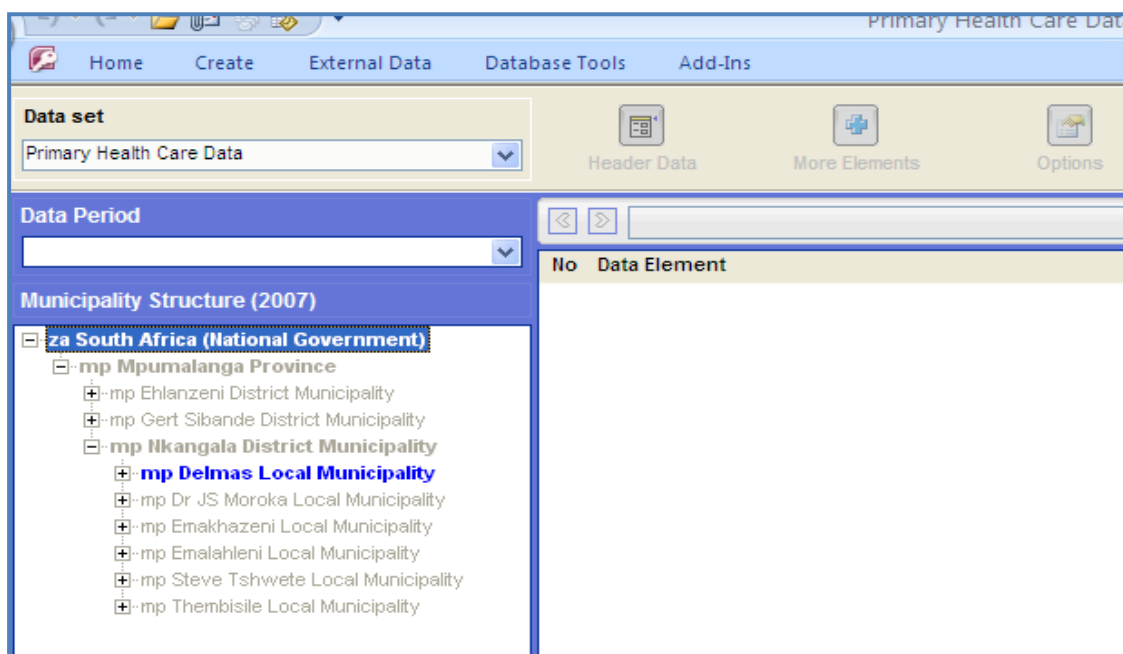 Primary Health Care Dat
Home Create External Data Database Tools Add-Ins
Data set
Primary Health Care Data
Header Data More Elements Options
Data Period
No Data Element
Municipality Structure (2007)
za South Africa (National Government)
mp Mpumalanga Province
mp Ehlanzeni District Municipality
mp Gert Sibande District Municipality
mp Nkangala District Municipality
mp Delmas Local Municipality
mp Dr JS Moroka Local Municipality
mp Emakhazeni Local Municipality
mp Emalahleni Local Municipality
mp Steve Tshwete Local Municipality
mp Thembisile Local Municipality